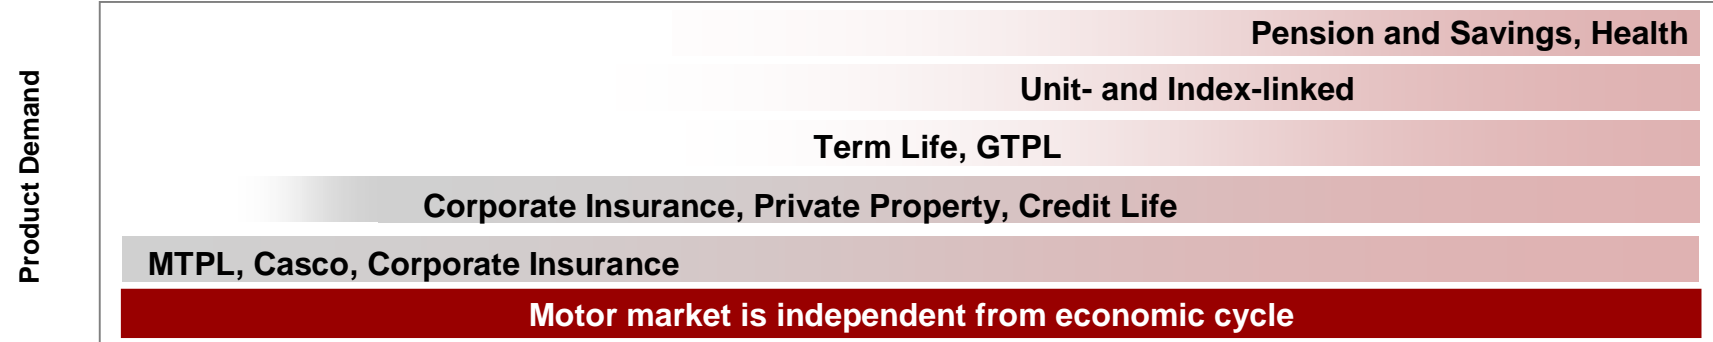 Product Demand
Pension and Savings, Health
Unit- and Index-linked
Term Life, GTPL
Corporate Insurance, Private Property, Credit Life
MTPL, Casco, Corporate Insurance
Motor market is independent from economic cycle